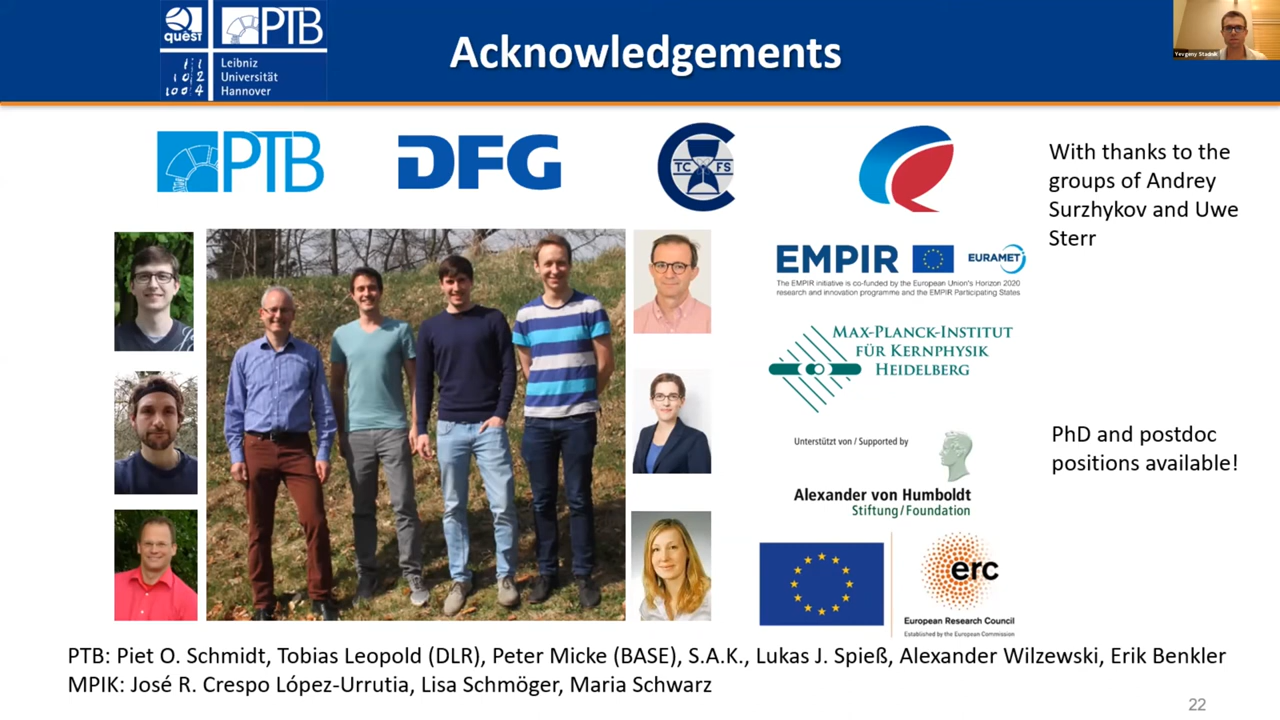 quest
PTB
Leibniz
Universität
Hannover
Acknowledgements
Yevgeny Stadnik
PTB
DFG
TC FS
With thanks to the
groups of Andrey
Surzhykov and Uwe
Sterr
EMPIR
EURAMET
The EMPIR initiative is co-funded by the European Union's Horizon 2020
research and innovation programme and the EMPIR Participating States
MAX-PLANCK-INSTITUT
FÜR KERNPHYSIK
HEIDELBERG
Unterstützt von / Supported by
Alexander von Humboldt
Stiftung/Foundation
PhD and postdoc
positions available!
erc
European Research Council
Established by the European Commission
PTB: Piet O. Schmidt, Tobias Leopold (DLR), Peter Micke (BASE), S.A.K., Lukas J. Spieß, Alexander Wilzewski, Erik Benkler
MPIK: José R. Crespo López-Urrutia, Lisa Schmöger, Maria Schwarz
22